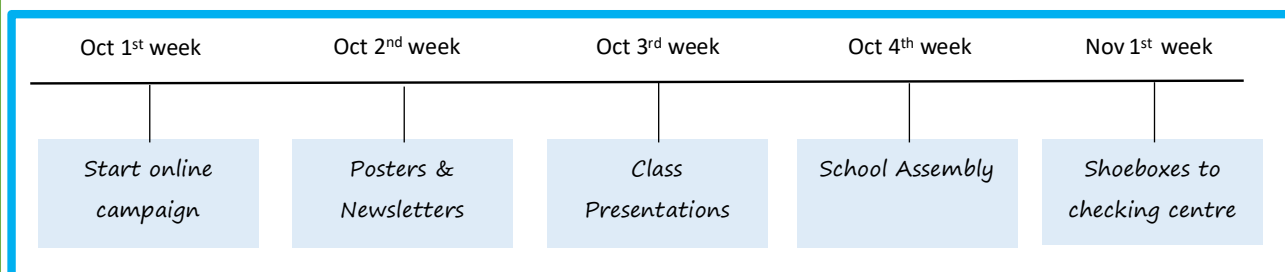 Oct 1st week Oct 2nd week Oct 3rd week Oct 4th week Nov 1st week
Start online campaign
Posters & Newsletters
Class Presentations
School Assembly
Shoeboxes to checking centre